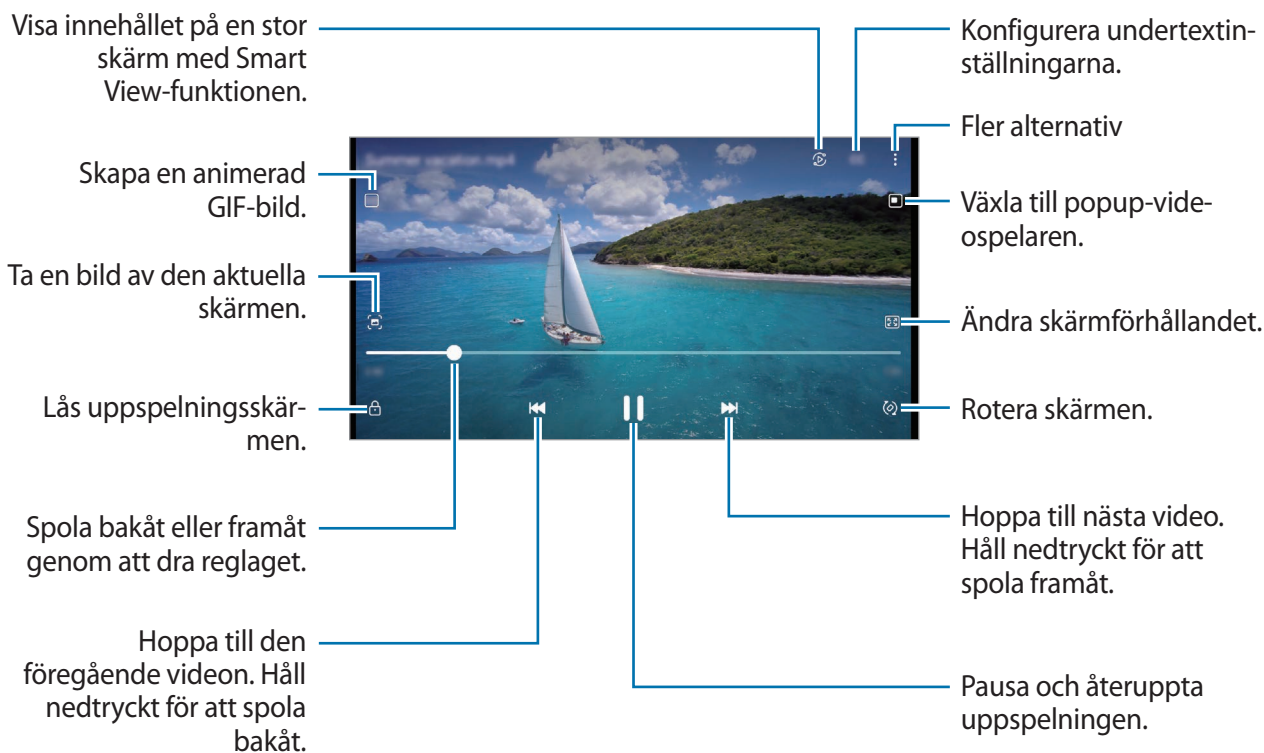 Visa innehållet på en stor
skärm med Smart
View-funktionen.
Skapa en animerad
GIF-bild.
Ta en bild av den aktuella
skärmen.
Lås uppspelningsskär-
men.
Spola bakåt eller framåt
genom att dra reglaget.
Hoppa till den
föregående videon. Håll
nedtryckt för att spola
bakåt.
Konfigurera undertextin-
ställningarna.
Fler alternativ
Växla till popup-vide-
ospelaren.
Ändra skärmförhållandet.
Rotera skärmen.
Hoppa till nästa video.
Håll nedtryckt för att
spola framåt.
Pausa och återuppta
uppspelningen.